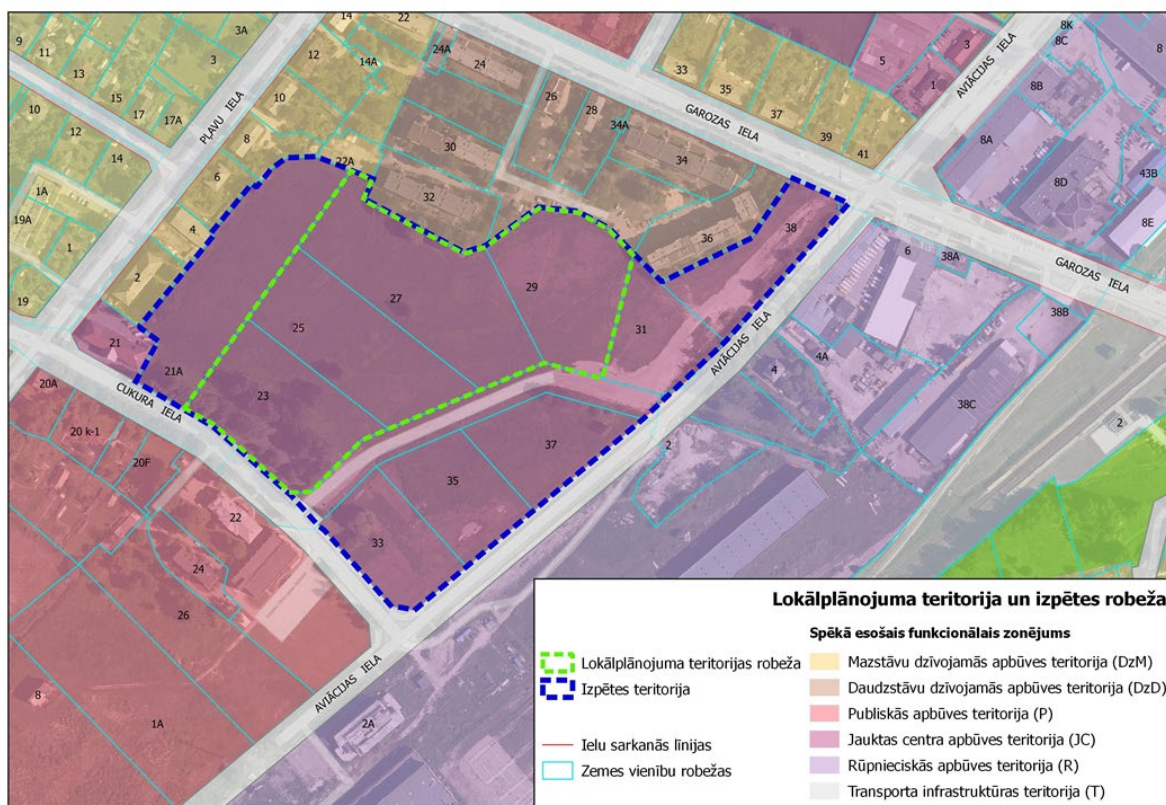 14
22
3A
9
11
13
3
12
14A
24A
24
8K
8C
8
3
5
33
1
AVIĀCIJAS IELA
15
17
17A
10
PĻAVU IELA
26
28
34A
35
37
39
41
GAROZAS IELA
8B
8A
10
12
14
8
22A
30
34
8D
43B
8E
1A
19A
1
6
32
36
38
4
2
19
6
38A
GAROZAS IELA
38B
27
29
31
25
AVIĀCIJAS IELA
4A
4
38C
21
21A
23
CUKURA IELA
20A
20 k-1
20F
37
2
2
35
22
33
24
26
8
1A
AVIĀCIJAS IELA
2A
Lokālplānojuma teritorija un izpētes robeža
Spēkā esošais funkcionālais zonējums
Lokālplānojuma teritorijas robeža
Izpētes teritorija
Ielu sarkanās līnijas
Zemes vienību robežas
Mazstāvu dzīvojamās apbūves teritorija (DzM)
Daudzstāvu dzīvojamās apbūves teritorija (DzD)
Publiskās apbūves teritorija (P)
Jauktas centra apbūves teritorija (JC)
Rūpnieciskās apbūves teritorija (R)
Transporta infrastruktūras teritorija (T)